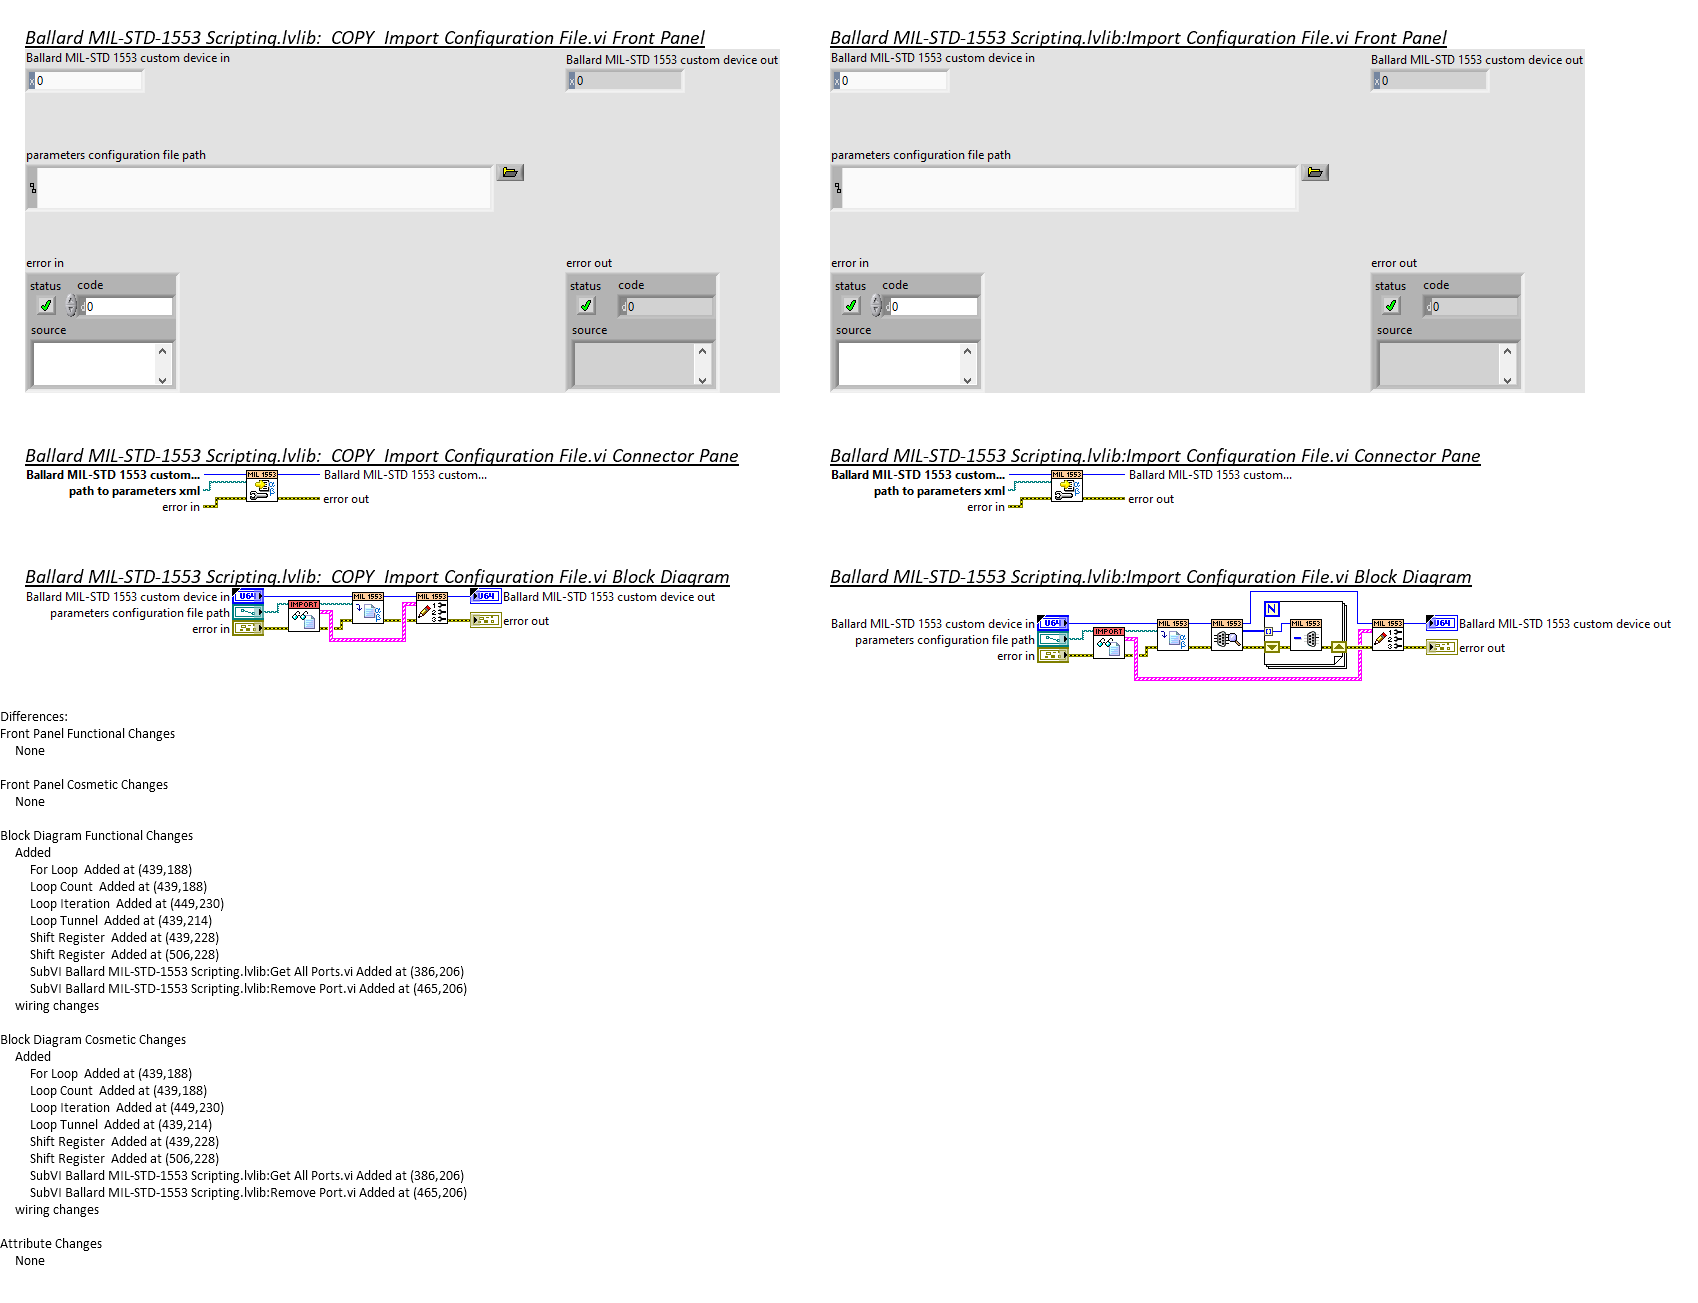 Ballard MIL-STD-1553 Scripting.lvlib:  COPY  Import Configuration File.vi Front Panel
Ballard MIL-STD 1553 custom device in
Ballard MIL-STD 1553 custom device out
x 0
x 0
parameters configuration file path
error in
error out
status
code
status
code
d 0
d 0
source
source
Ballard MIL-STD-1553 Scripting.lvlib:Import Configuration File.vi Front Panel
Ballard MIL-STD 1553 custom device in
Ballard MIL-STD 1553 custom device out
x 0
x 0
parameters configuration file path
error in
error out
status
code
status
code
d 0
d 0
source
source
Ballard MIL-STD-1553 Scripting.lvlib:  COPY  Import Configuration File.vi Connector Pane
Ballard MIL-STD 1553 custom...
MIL 1553
Ballard MIL-STD 1553 custom...
path to parameters xml
error in
error out
Ballard MIL-STD-1553 Scripting.lvlib:Import Configuration File.vi Connector Pane
Ballard MIL-STD 1553 custom...
MIL 1553
Ballard MIL-STD 1553 custom...
path to parameters xml
error in
error out
Ballard MIL-STD-1553 Scripting.lvlib:  COPY  Import Configuration File.vi Block Diagram
Ballard MIL-STD 1553 custom device in
U64
MIL 1553
MIL 1553
U64
Ballard MIL-STD 1553 custom device out
parameters configuration file path
IMPORT
error in
error out
Ballard MIL-STD-1553 Scripting.lvlib:Import Configuration File.vi Block Diagram
N
Ballard MIL-STD 1553 custom device in
U64
MIL 1553
MIL 1553
MIL 1553
MIL 1553
U64
Ballard MIL-STD 1553 custom device out
parameters configuration file path
IMPORT
error in
error out
Differences:
Front Panel Functional Changes
None
Front Panel Cosmetic Changes
None
Block Diagram Functional Changes
Added
For Loop  Added at (439,188)
Loop Count  Added at (439,188)
Loop Iteration  Added at (449,230)
Loop Tunnel  Added at (439,214)
Shift Register  Added at (439,228)
Shift Register  Added at (506,228)
SubVI Ballard MIL-STD-1553 Scripting.lvlib:Get All Ports.vi Added at (386,206)
SubVI Ballard MIL-STD-1553 Scripting.lvlib:Remove Port.vi Added at (465,206)
wiring changes
Block Diagram Cosmetic Changes
Added
For Loop  Added at (439,188)
Loop Count  Added at (439,188)
Loop Iteration  Added at (449,230)
Loop Tunnel  Added at (439,214)
Shift Register  Added at (439,228)
Shift Register  Added at (506,228)
SubVI Ballard MIL-STD-1553 Scripting.lvlib:Get All Ports.vi Added at (386,206)
SubVI Ballard MIL-STD-1553 Scripting.lvlib:Remove Port.vi Added at (465,206)
wiring changes
Attribute Changes
None